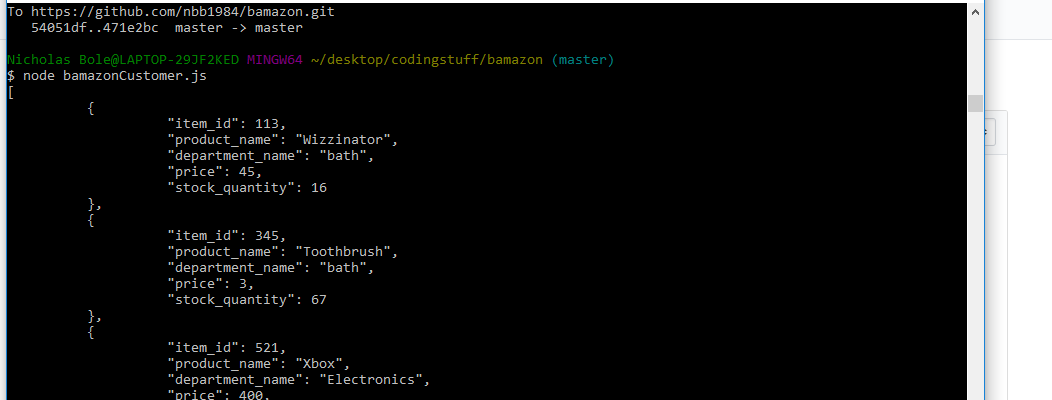 To https://github.com/nbb1984/bamazon.git
   54051df..471e2bc  master -> master
Nicholas Bole@LAPTOP-29JF2KED MINGW64 ~/desktop/codingstuff/bamazon (master)
$ node bamazonCustomer.js
[
        {
                "item_id": 113,
                "product_name": "Wizzinator",
                "department_name": "bath",
                "price": 45,
                "stock_quantity": 16
        },
        {
                "item_id": 345,
                "product_name": "Toothbrush",
                "department_name": "bath",
                "price": 3,
                "stock_quantity": 67
        },
        {
                "item_id": 521,
                "product_name": "Xbox",
                "department_name": "Electronics",
                "price": 400,